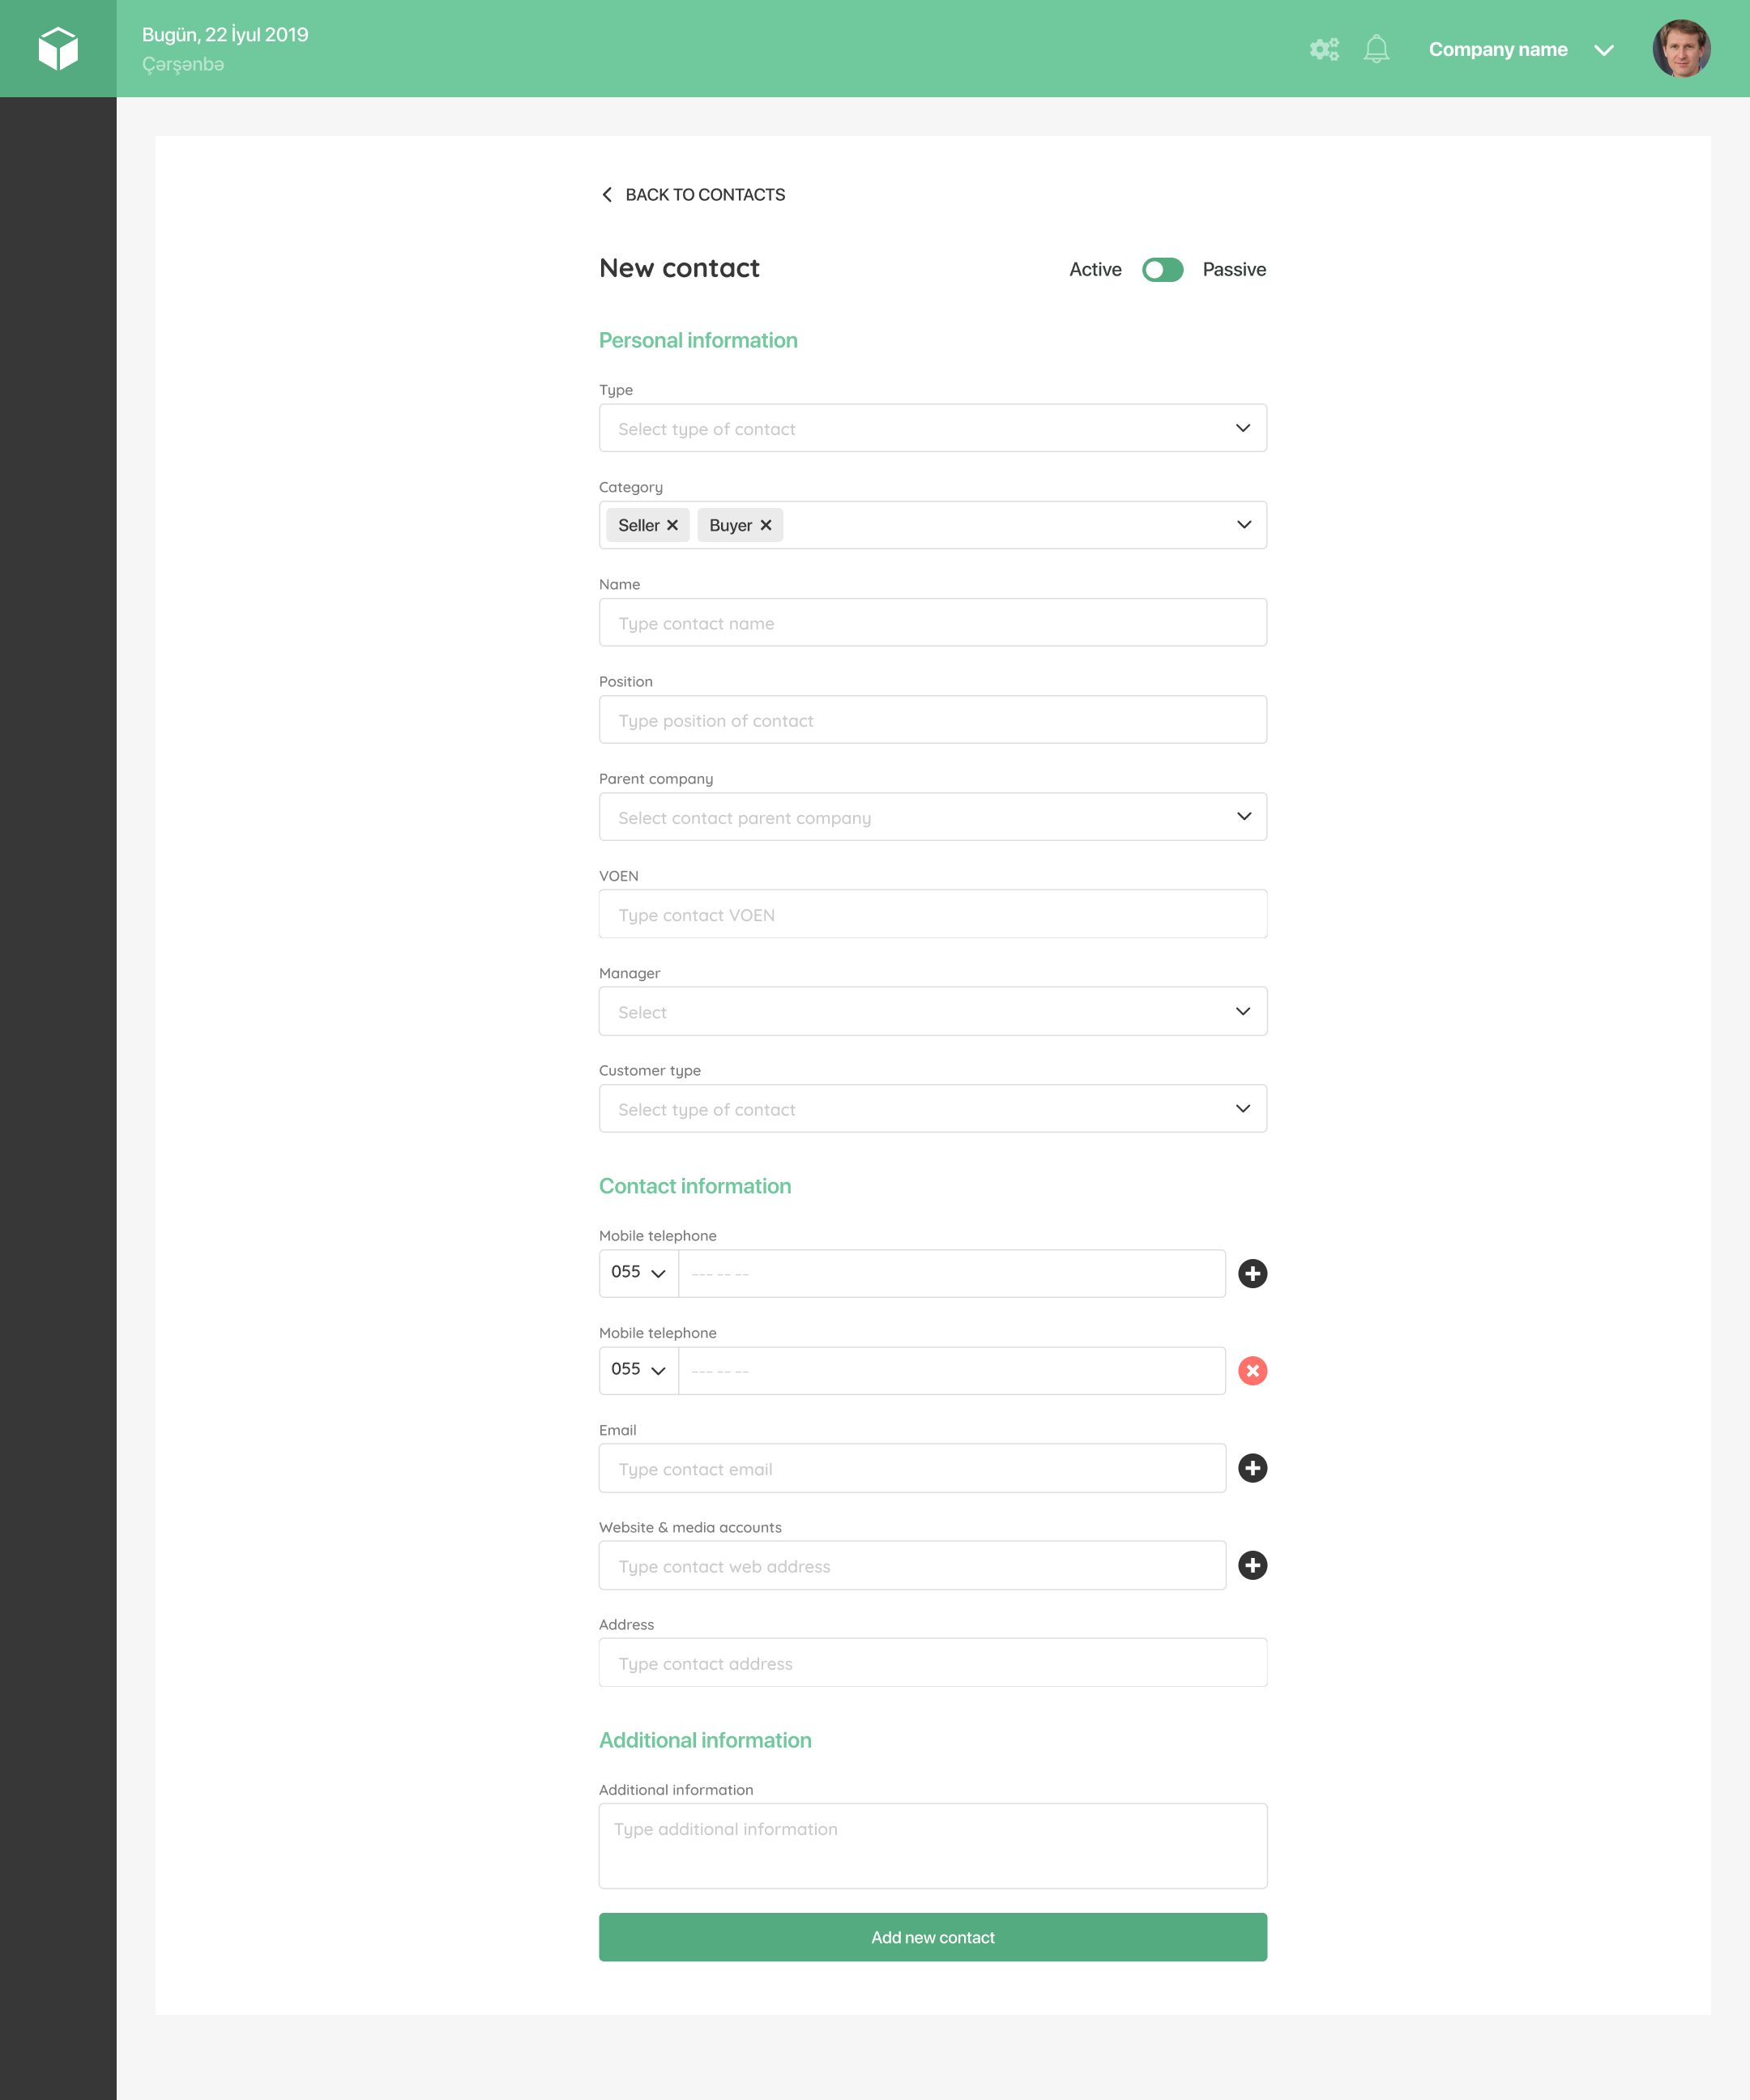 Bugün, 22 İyul 2019
Çərşənbə
Company name
BACK TO CONTACTS
New contact
Active
Passive
Personal information
Type
Select type of contact
Category
Seller
Buyer
Name
Type contact name
Position
Type position of contact
Parent company
Select contact parent company
VOEN
Type contact VOEN
Manager
Select
Customer type
Select type of contact
Contact information
Mobile telephone
055 --- -- --
Mobile telephone
055 --- -- --
Email
Type contact email
Website & media accounts
Type contact web address
Address
Type contact address
Additional information
Additional information
Type additional information
Add new contact